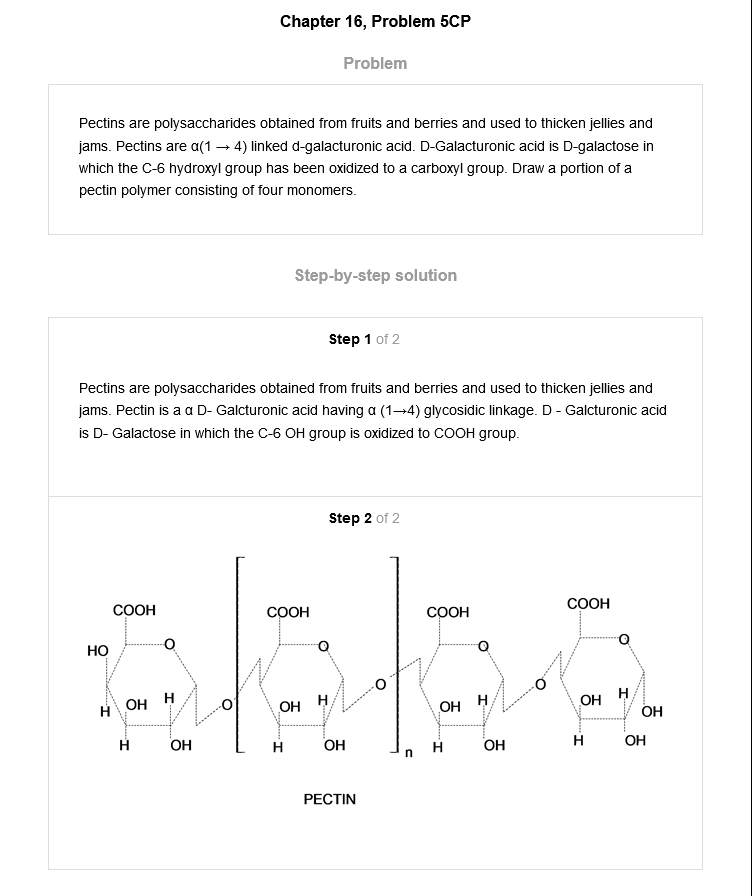 Chapter 16, Problem 5CP
Problem
Pectins are polysaccharides obtained from fruits and berries and used to thicken jellies and
jams. Pectins are α(1 → 4) linked d-galacturonic acid. D-Galacturonic acid is D-galactose in
which the C-6 hydroxyl group has been oxidized to a carboxyl group. Draw a portion of a
pectin polymer consisting of four monomers.
Step-by-step solution
Step 1 of 2
Pectins are polysaccharides obtained from fruits and berries and used to thicken jellies and
jams. Pectin is a α D- Galcturonic acid having α (1→4) glycosidic linkage. D - Galcturonic acid
is D- Galactose in which the C-6 OH group is oxidized to COOH group.
Step 2 of 2
COOH COOH COOH COOH
HO O O O O
H OH H O OH H O OH H O OH H OH
H OH H OH n H OH H OH
PECTIN